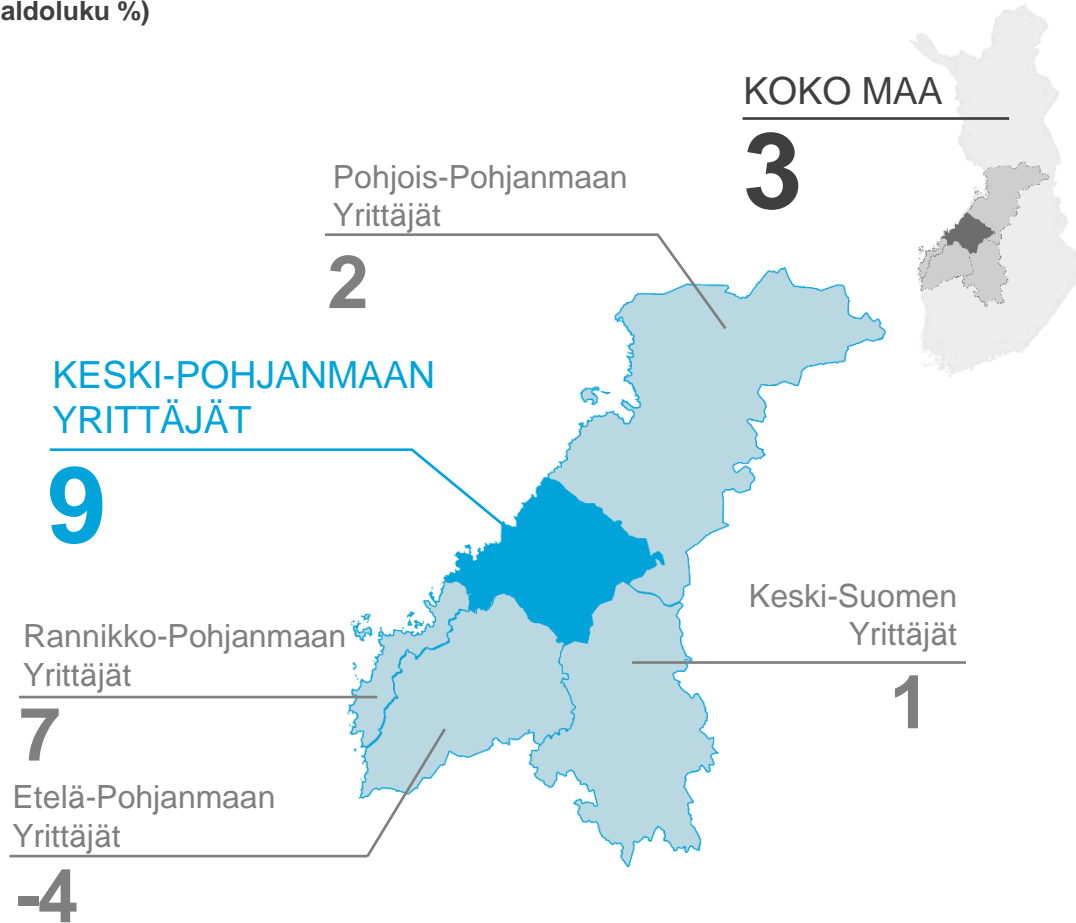 aldoluku %)
KOKO MAA
3
Pohjois-Pohjanmaan
Yrittäjät
2
KESKI-POHJANMAAN
YRITTÄJÄT
9
Keski-Suomen
Yrittäjät
1
Rannikko-Pohjanmaan
Yrittäjät
7
Etelä-Pohjanmaan
Yrittäjät
-4